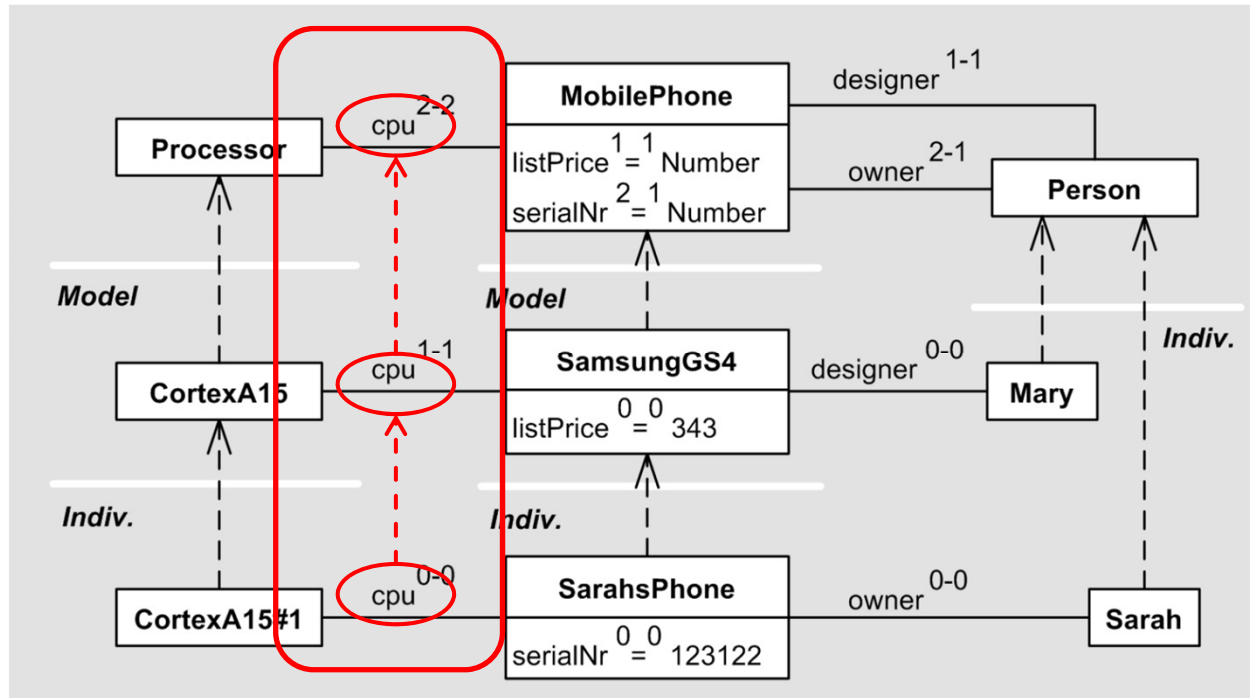 designer 1-1
MobilePhone
cpu 2-2
Processor
listPrice 1 = 1 Number
owner 2-1
serialNr 2 = 1 Number
Person
Model
Model
Indiv.
cpu 1-1
SamsungGS4
designer 0-0
CortexA15
Mary
listPrice 0 = 0 343
Indiv.
Indiv.
cpu 0-0
SarahsPhone
owner 0-0
CortexA15#1
Sarah
serialNr 0 = 0 123122